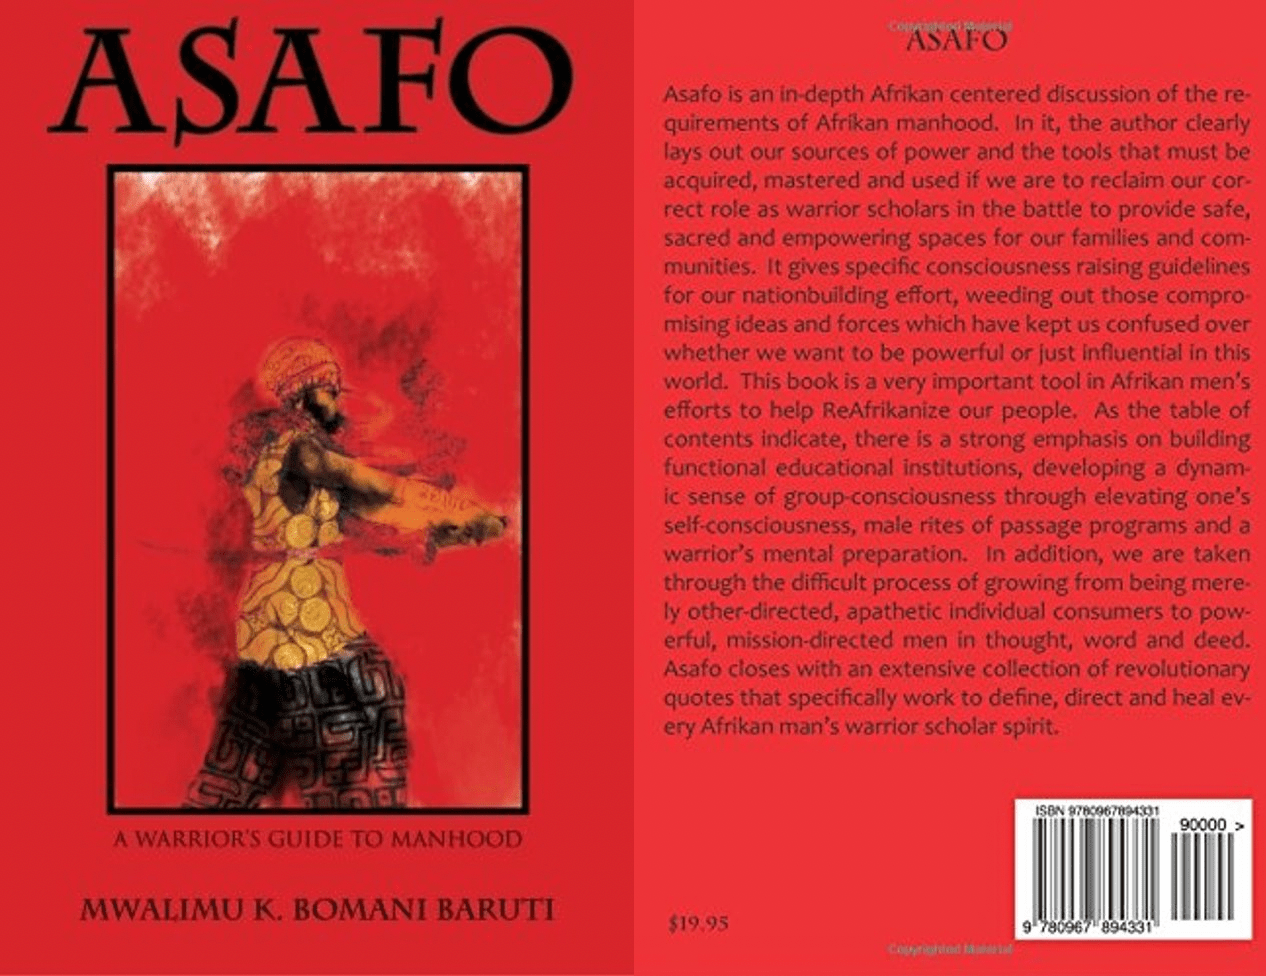 ASAFO
A WARRIOR'S GUIDE TO MANHOOD
MWALIMU K. BOMANI BARUTI
Copyrighted Material
ASAFO
Asafo is an in-depth Afrikan centered discussion of the re-
quirements of Afrikan manhood. In it, the author clearly
lays out our sources of power and the tools that must be
acquired, mastered and used if we are to reclaim our cor-
rect role as warrior scholars in the battle to provide safe,
sacred and empowering spaces for our families and com-
munities. It gives specific consciousness raising guidelines
for our nationbuilding effort, weeding out those compro-
mising ideas and forces which have kept us confused over
whether we want to be powerful or just influential in this
world. This book is a very important tool in Afrikan men's
efforts to help ReAfrikanize our people. As the table of
contents indicate, there is a strong emphasis on building
functional educational institutions, developing a dynam-
ic sense of group-consciousness through elevating one's
self-consciousness, male rites of passage programs and a
warrior's mental preparation. In addition, we are taken
through the difficult process of growing from being mere-
ly other-directed, apathetic individual consumers to pow-
erful, mission-directed men in thought, word and deed.
Asafo closes with an extensive collection of revolutionary
quotes that specifically work to define, direct and heal ev-
ery Afrikan man's warrior scholar spirit.
ISBN 9780967894331
90000 >
9 780967 894331
$19.95
Copyrighted Material